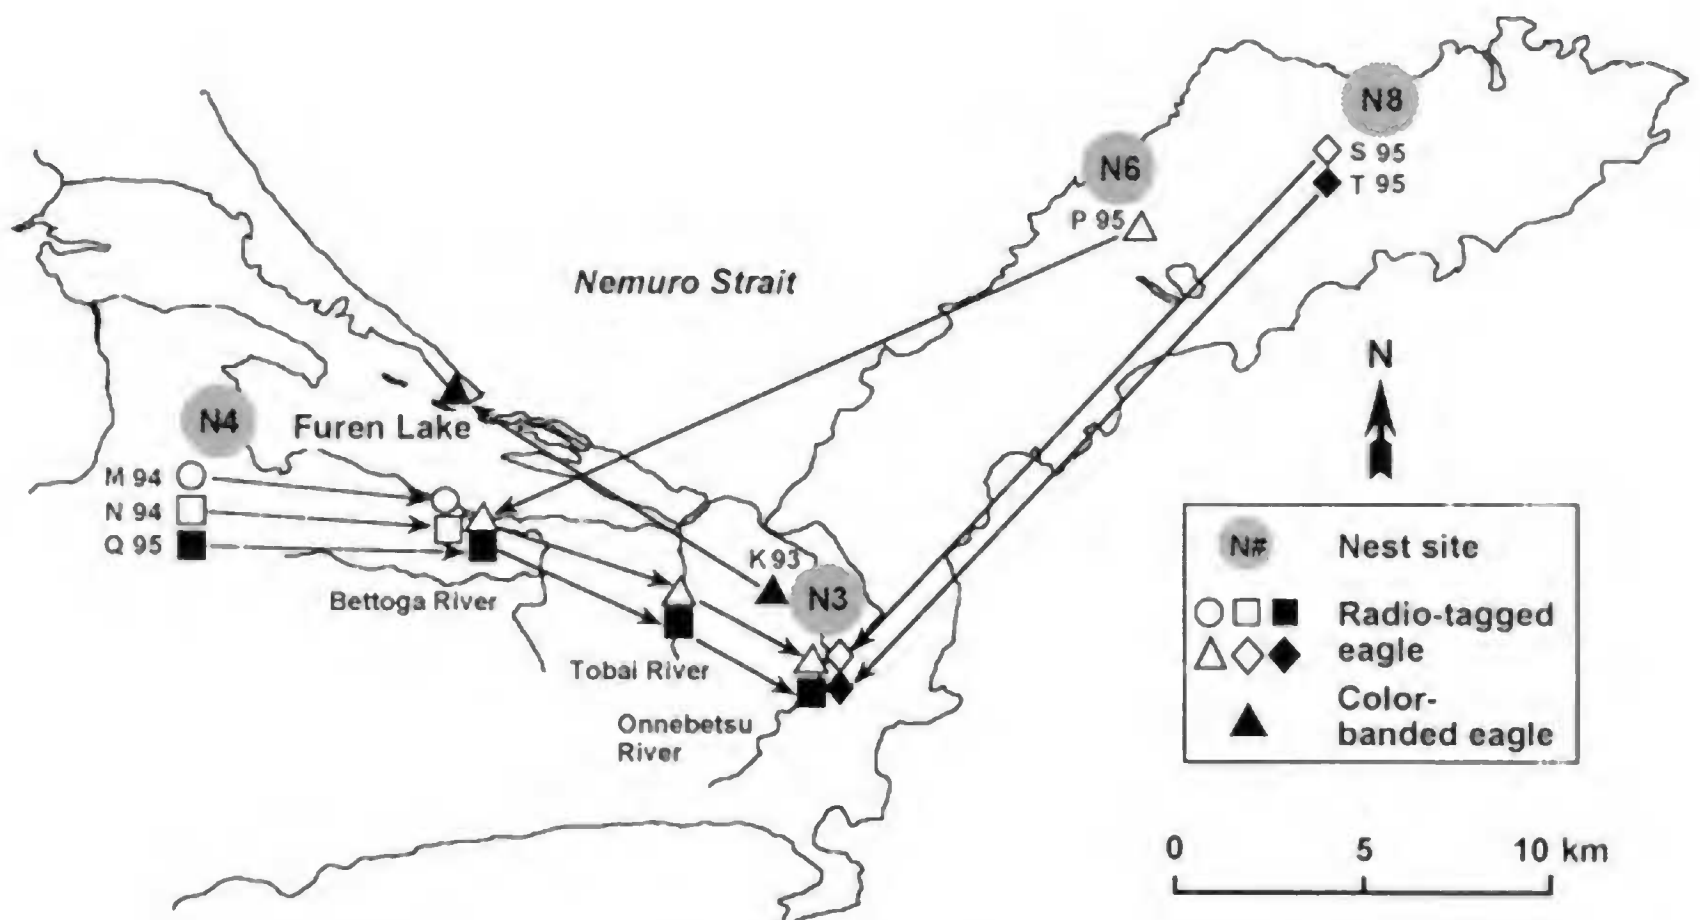 N8
S 95
T 95
N6
P 95
Nemuro Strait
N
N4
Furen Lake
M 94
N 94
Q 95
K93
N3
Bettoga River
Tobai River
Onnebetsu
River
N# Nest site
Radio-tagged
eagle
Color-
banded eagle
0 5 10 km